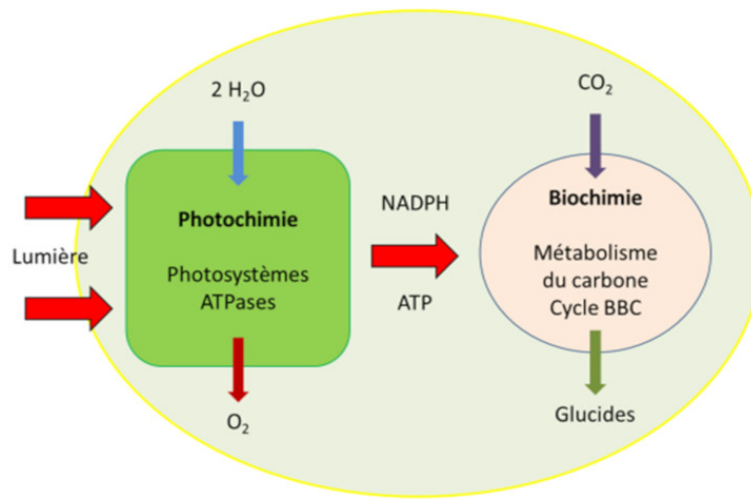 2 H₂O
CO₂
Lumière
Photochimie
Photosystèmes
ATPases
NADPH
ATP
Biochimie
Métabolisme
du carbone
Cycle BBC
O₂
Glucides